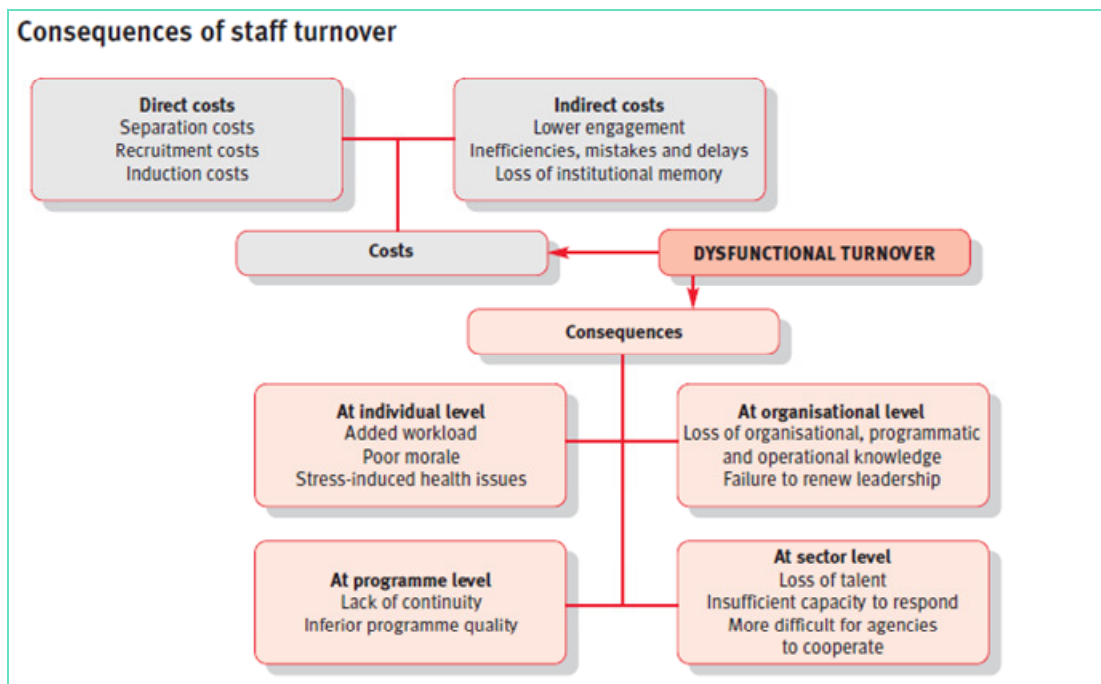 Consequences of staff turnover
Direct costs
Separation costs
Recruitment costs
Induction costs
Indirect costs
Lower engagement
Inefficiencies, mistakes and delays
Loss of institutional memory
Costs
DYSFUNCTIONAL TURNOVER
Consequences
At individual level
Added workload
Poor morale
Stress-induced health issues
At organisational level
Loss of organisational, programmatic
and operational knowledge
Failure to renew leadership
At programme level
Lack of continuity
Inferior programme quality
At sector level
Loss of talent
Insufficient capacity to respond
More difficult for agencies
to cooperate